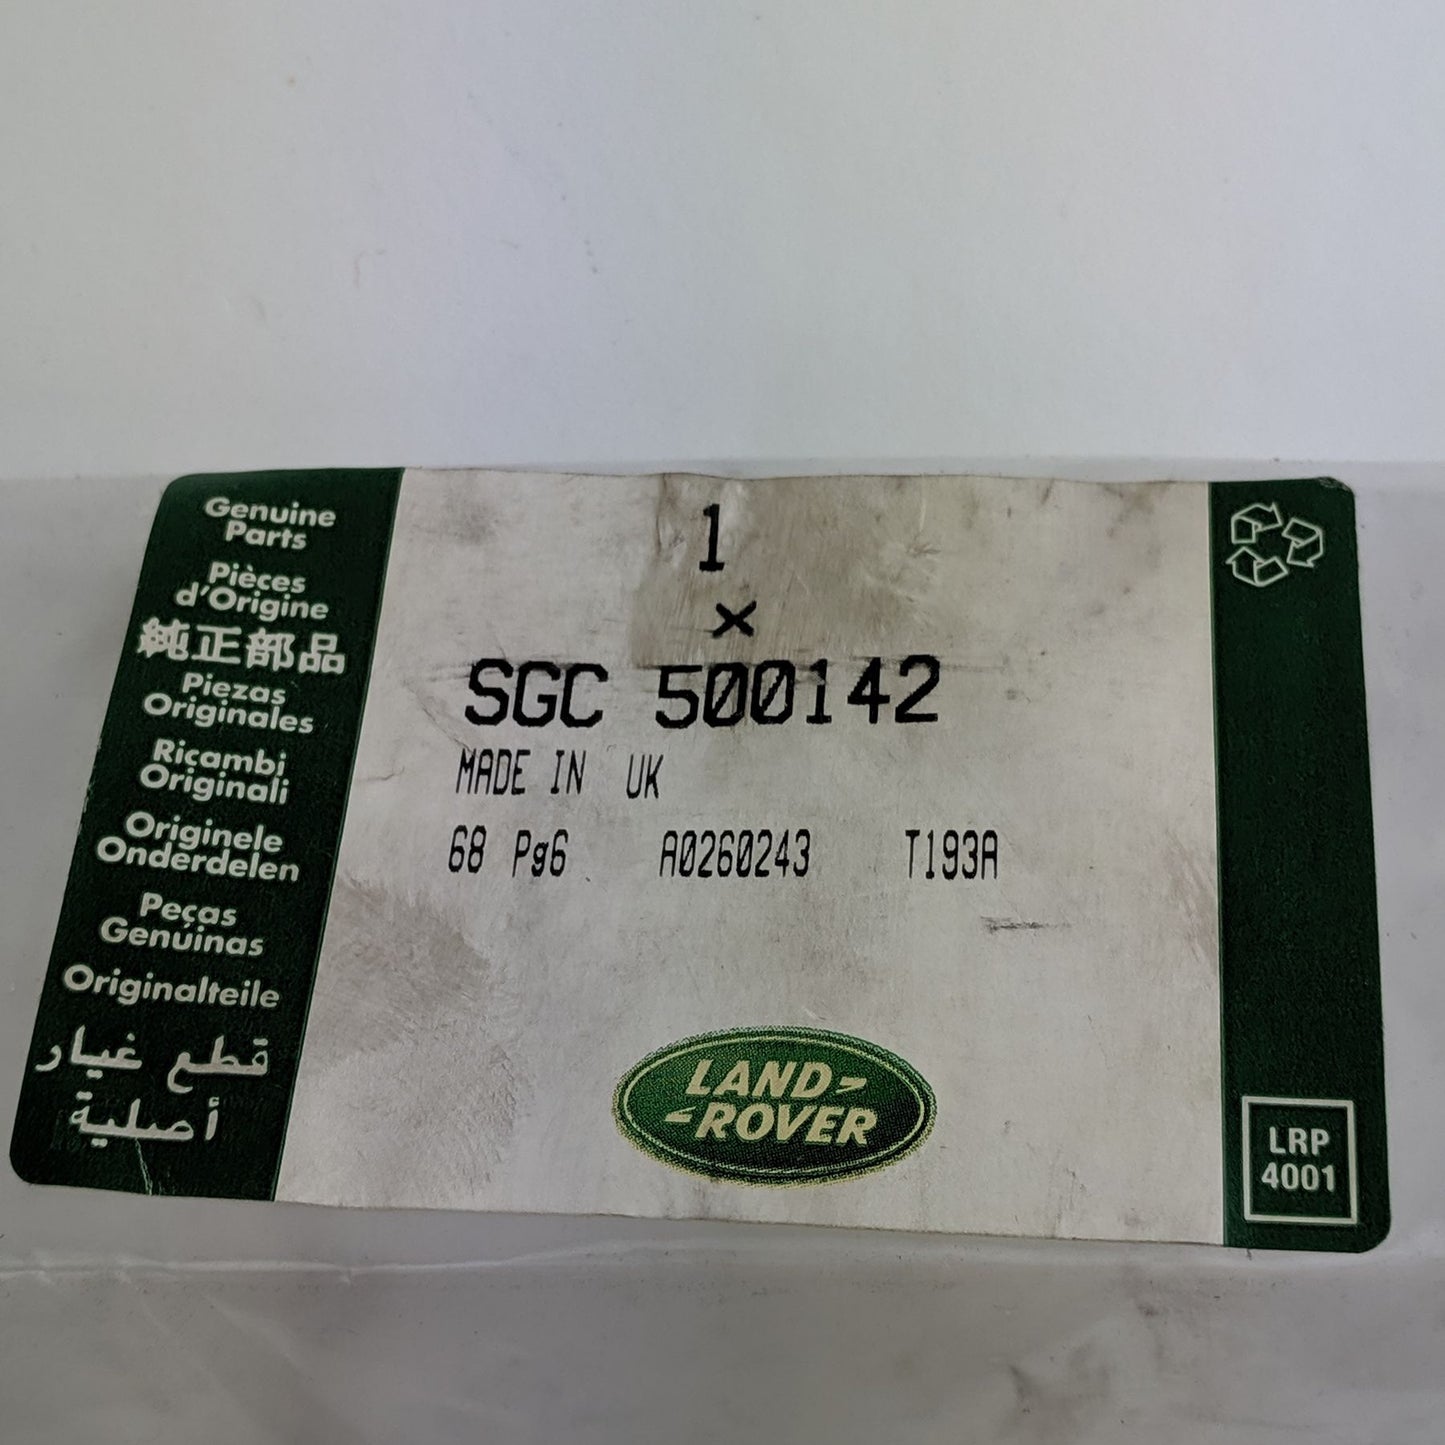 Genuine
Parts
Pièces
d'Origine
純正部品
Piezas
Originales
Ricambi
Originali
Originele
Onderdelen
Peças
Genuinas
Originalteile
قطع غيار
أصلية
1
×
SGC 500142
MADE IN UK
68 Pg6 A0260243 T193A
LAND-
-ROVER
LRP
4001